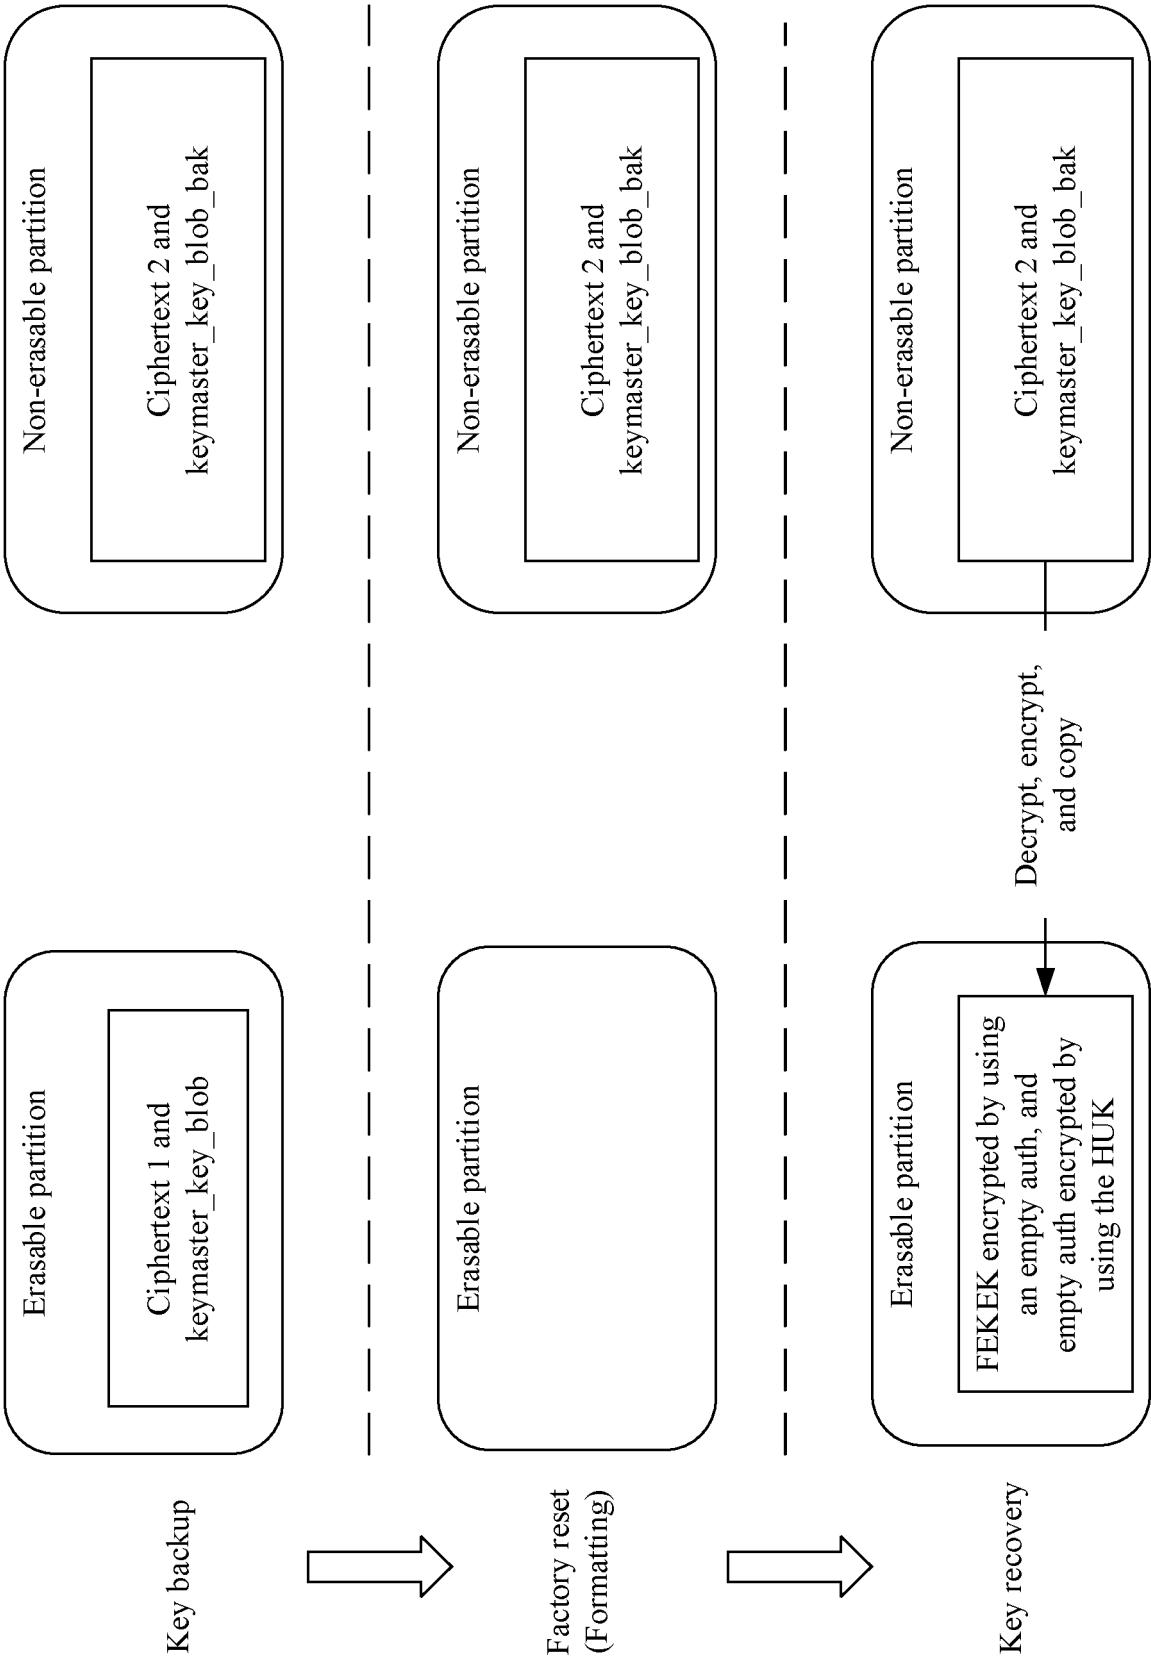 Key backup
Erasable partition
Ciphertext 1 and
keymaster_key_blob
Non-erasable partition
Ciphertext 2 and
keymaster_key_blob_bak
Factory reset
(Formatting)
Erasable partition
Non-erasable partition
Ciphertext 2 and
keymaster_key_blob_bak
Key recovery
Erasable partition
FEKEK encrypted by using
an empty auth, and
empty auth encrypted by
using the HUK
Decrypt, encrypt,
and copy
Non-erasable partition
Ciphertext 2 and
keymaster_key_blob_bak